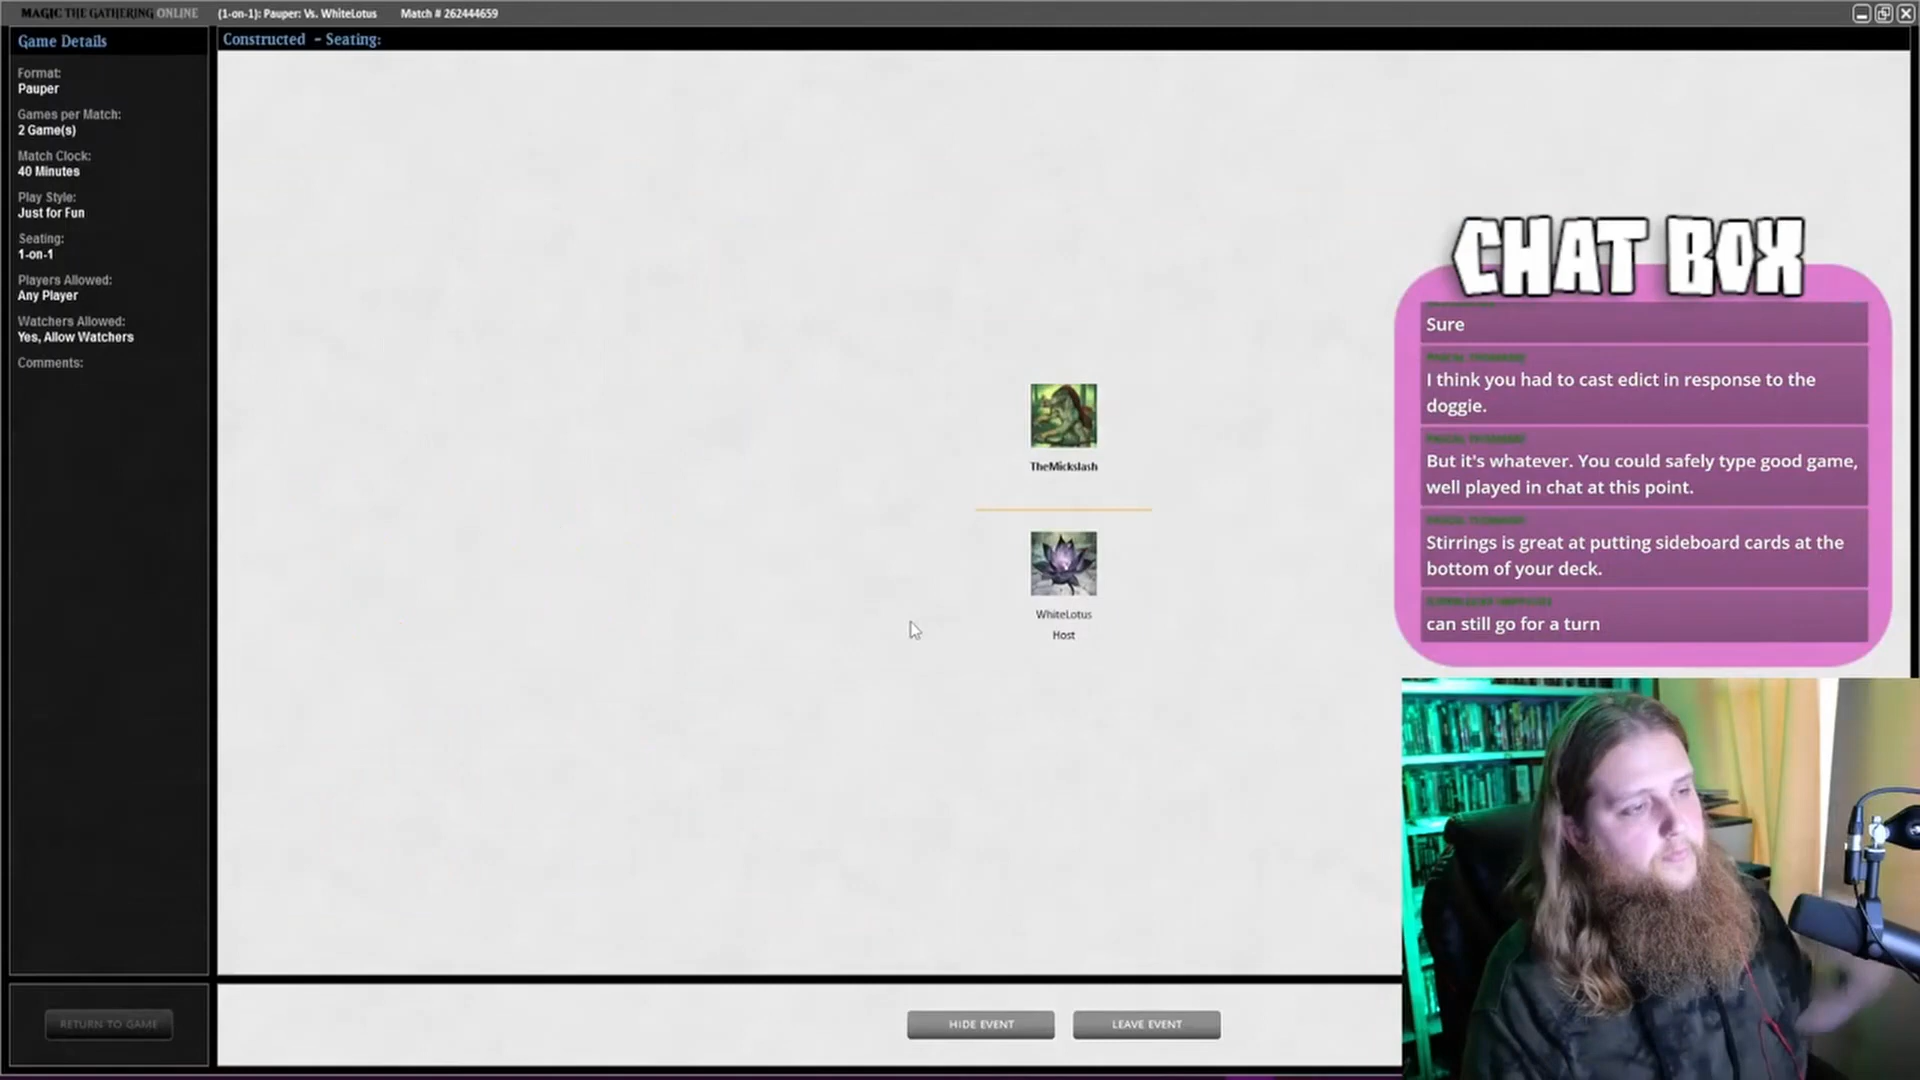 MAGIC THE GATHERING ONLINE (1-on-1): Pauper: Vs. WhiteLotus Match # 262444659
Game Details
Constructed - Seating:
Format:
Pauper
Games per Match:
2 Game(s)
Match Clock:
40 Minutes
Play Style:
Just for Fun
Seating:
1-on-1
Players Allowed:
Any Player
Watchers Allowed:
Yes, Allow Watchers
Comments:
TheMickslash
WhiteLotus
Host
CHAT BOX
Sure
I think you had to cast edict in response to the
doggie.
But it's whatever. You could safely type good game,
well played in chat at this point.
Stirrings is great at putting sideboard cards at the
bottom of your deck.
can still go for a turn
RETURN TO GAME
HIDE EVENT
LEAVE EVENT